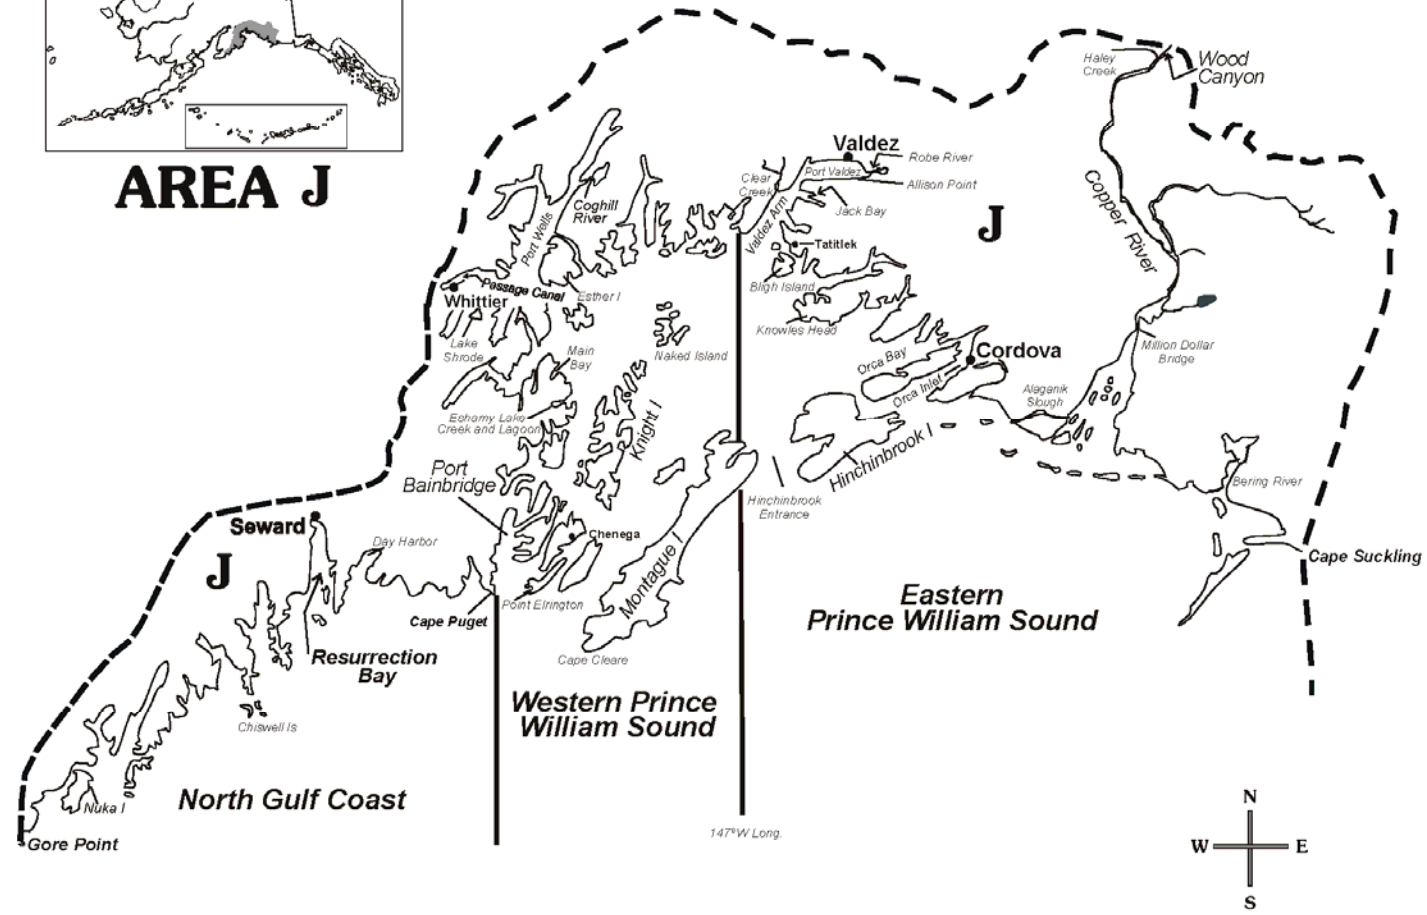 AREA J
Haley
Creek
Wood
Canyon
Valdez
Robe River
Port Valdez
Allison Point
Clear
Creek
Jack Bay
Valdez Arm
Tatitlek
Bligh Island
Knowles Head
J
Copper River
Coghill
River
Port Wells
Passage Canal
Esther I
Whittier
Lake
Shrode
Main
Bay
Naked Island
Eshamy Lake
Creek and Lagoon
Knight I
Orca Bay
Orca Inlet
Cordova
Alaganik
Slough
Million Dollar
Bridge
Hinchinbrook I
Hinchinbrook
Entrance
Bering River
Cape Suckling
Port
Bainbridge
Chenega
Montague I
Seward
J
Day Harbor
Cape Puget
Point Elrington
Cape Cleare
Resurrection
Bay
Chiswell Is
Nuka I
Gore Point
North Gulf Coast
Western Prince
William Sound
Eastern
Prince William Sound
147°W Long.
N
W E
S